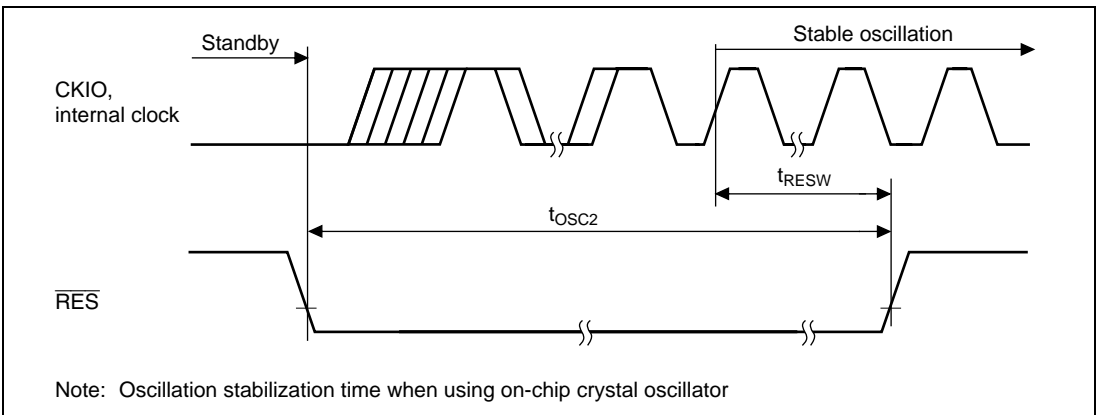 Standby
Stable oscillation
CKIO,
internal clock
tRESW
tOSC2
RES
Note: Oscillation stabilization time when using on-chip crystal oscillator